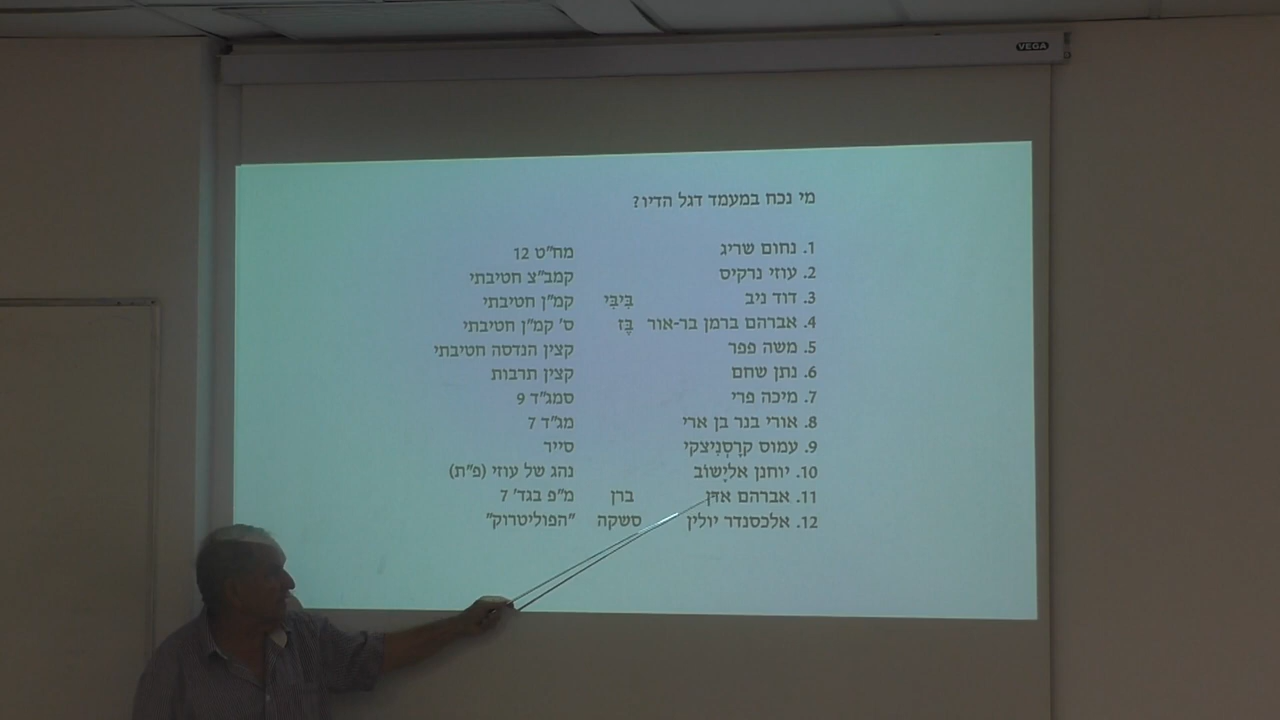 VEGA
מי נכח במעמד דגל הדיו?
1. נחום שריג מח"ט 12
2. עוזי נרקיס קמב"צ חטיבתי
3. דוד ניב בִּיבִּי קמ"ן חטיבתי
4. אברהם ברמן בר-אור בֶּז ס' קמ"ן חטיבתי
5. משה פפר קצין הנדסה חטיבתי
6. נתן שחם קצין תרבות
7. מיכה פרי סמג"ד 9
8. אורי בנר בן ארי מג"ד 7
9. עמוס קְרָסְנִיצקי סייר
10. יוחנן אליָשוֹב נהג של עוזי (פ"ת)
11. אברהם אדן ברן מ"פ בגד' 7
12. אלכסנדר יולין סשקה "הפוליטרוק"